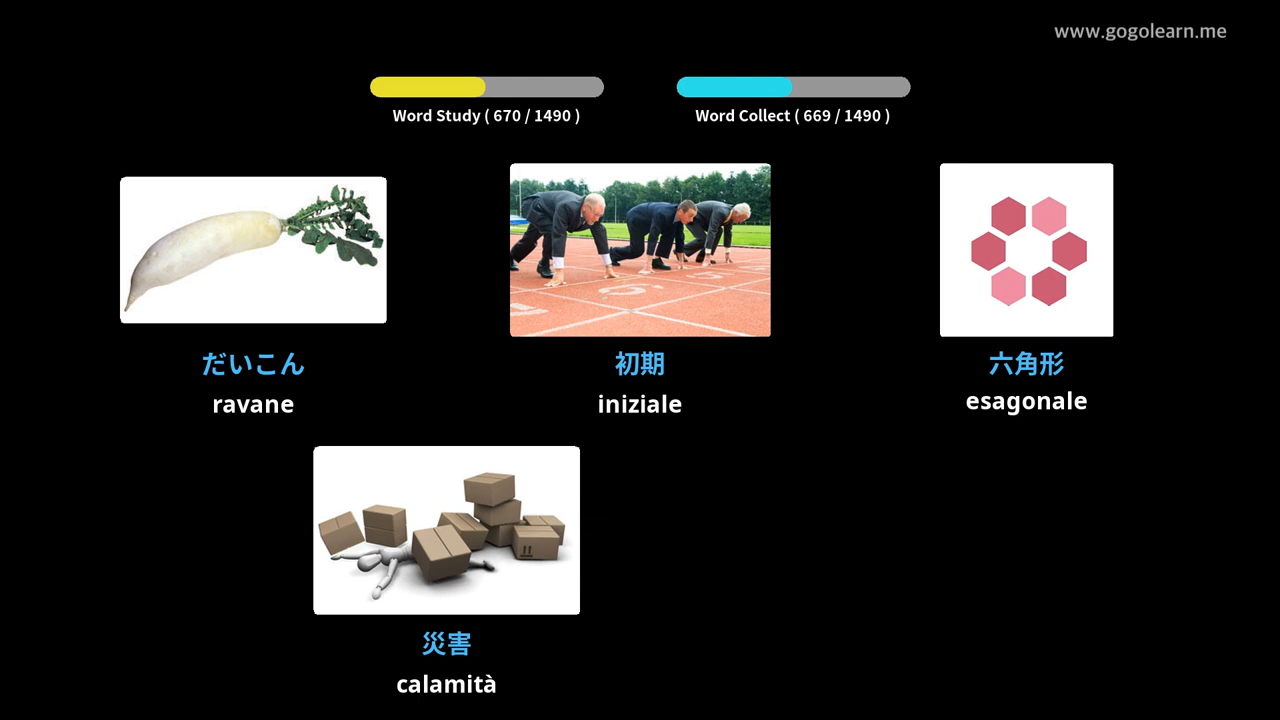 www.gogolearn.me
Word Study ( 670 / 1490 )
Word Collect ( 669 / 1490 )
だいこん
ravane
初期
iniziale
六角形
esagonale
災害
calamità